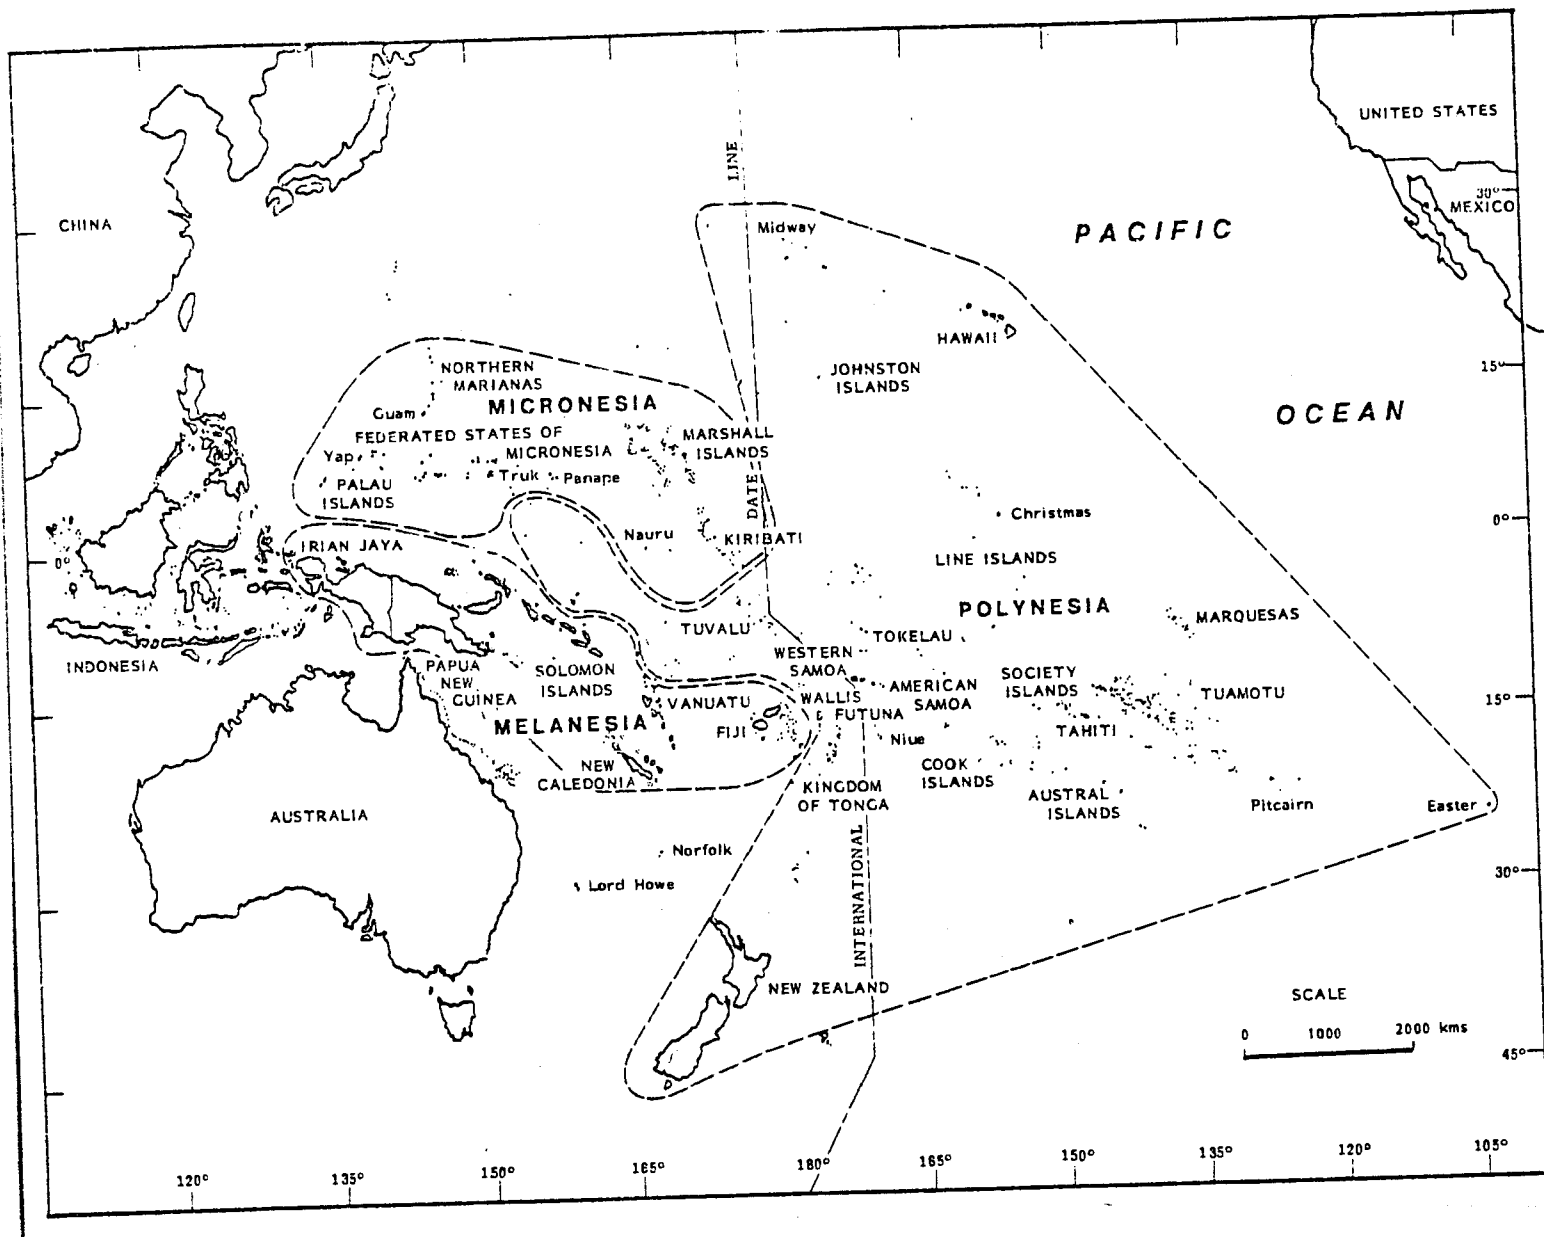 UNITED STATES
30°
MEXICO
LINE
CHINA
PACIFIC
Midway
HAWAII
NORTHERN
MARIANAS
JOHNSTON
ISLANDS
15°
Guam
MICRONESIA
OCEAN
FEDERATED STATES OF
MICRONESIA
MARSHALL
ISLANDS
Yap
Truk
Panape
PALAU
ISLANDS
DATE
Christmas
0°
Nauru
KIRIBATI
IRIAN JAYA
0°
LINE ISLANDS
POLYNESIA
MARQUESAS
TUVALU
TOKELAU
INDONESIA
PAPUA
NEW
GUINEA
SOLOMON
ISLANDS
WESTERN
SAMOA
AMERICAN
SAMOA
SOCIETY
ISLANDS
TUAMOTU
15°
VANUATU
WALLIS
FUTUNA
MELANESIA
FIJI
Niue
TAHITI
NEW
CALEDONIA
COOK
ISLANDS
KINGDOM
OF TONGA
AUSTRAL
ISLANDS
Pitcairn
Easter
AUSTRALIA
Norfolk
Lord Howe
INTERNATIONAL
30°
NEW ZEALAND
SCALE
0 1000 2000 kms
45°
120° 135° 150° 165° 180° 165° 150° 135° 120° 105°